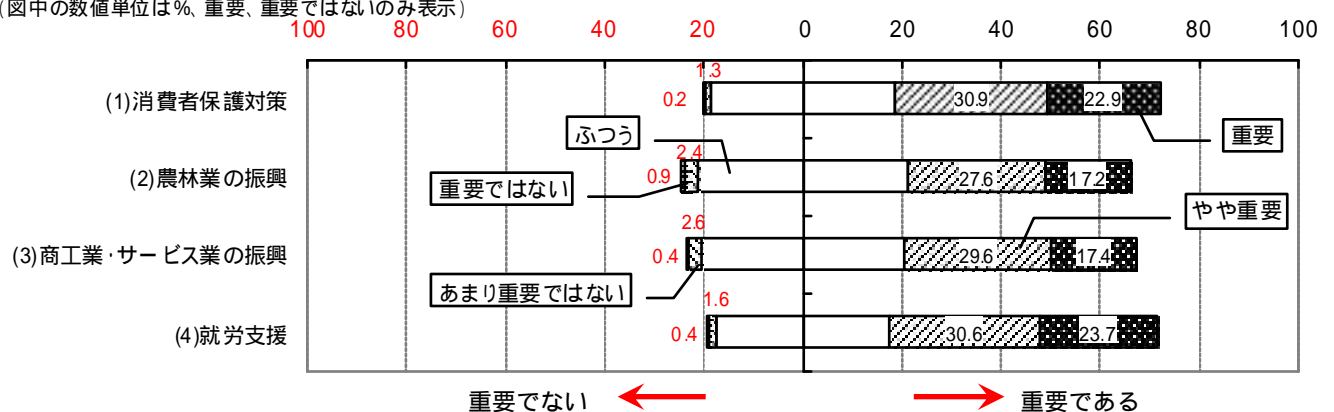 (図中の数値単位は%、重要、重要ではないのみ表示)
100 80 60 40 20 0 20 40 60 80 100
(1)消費者保護対策
1.3
0.2
30.9
22.9
重要
ふつう
(2)農林業の振興
2.4
0.9
27.6
17.2
重要ではない
やや重要
(3)商工業・サービス業の振興
2.6
0.4
29.6
17.4
あまり重要ではない
(4)就労支援
1.6
0.4
30.6
23.7
重要でない
重要である